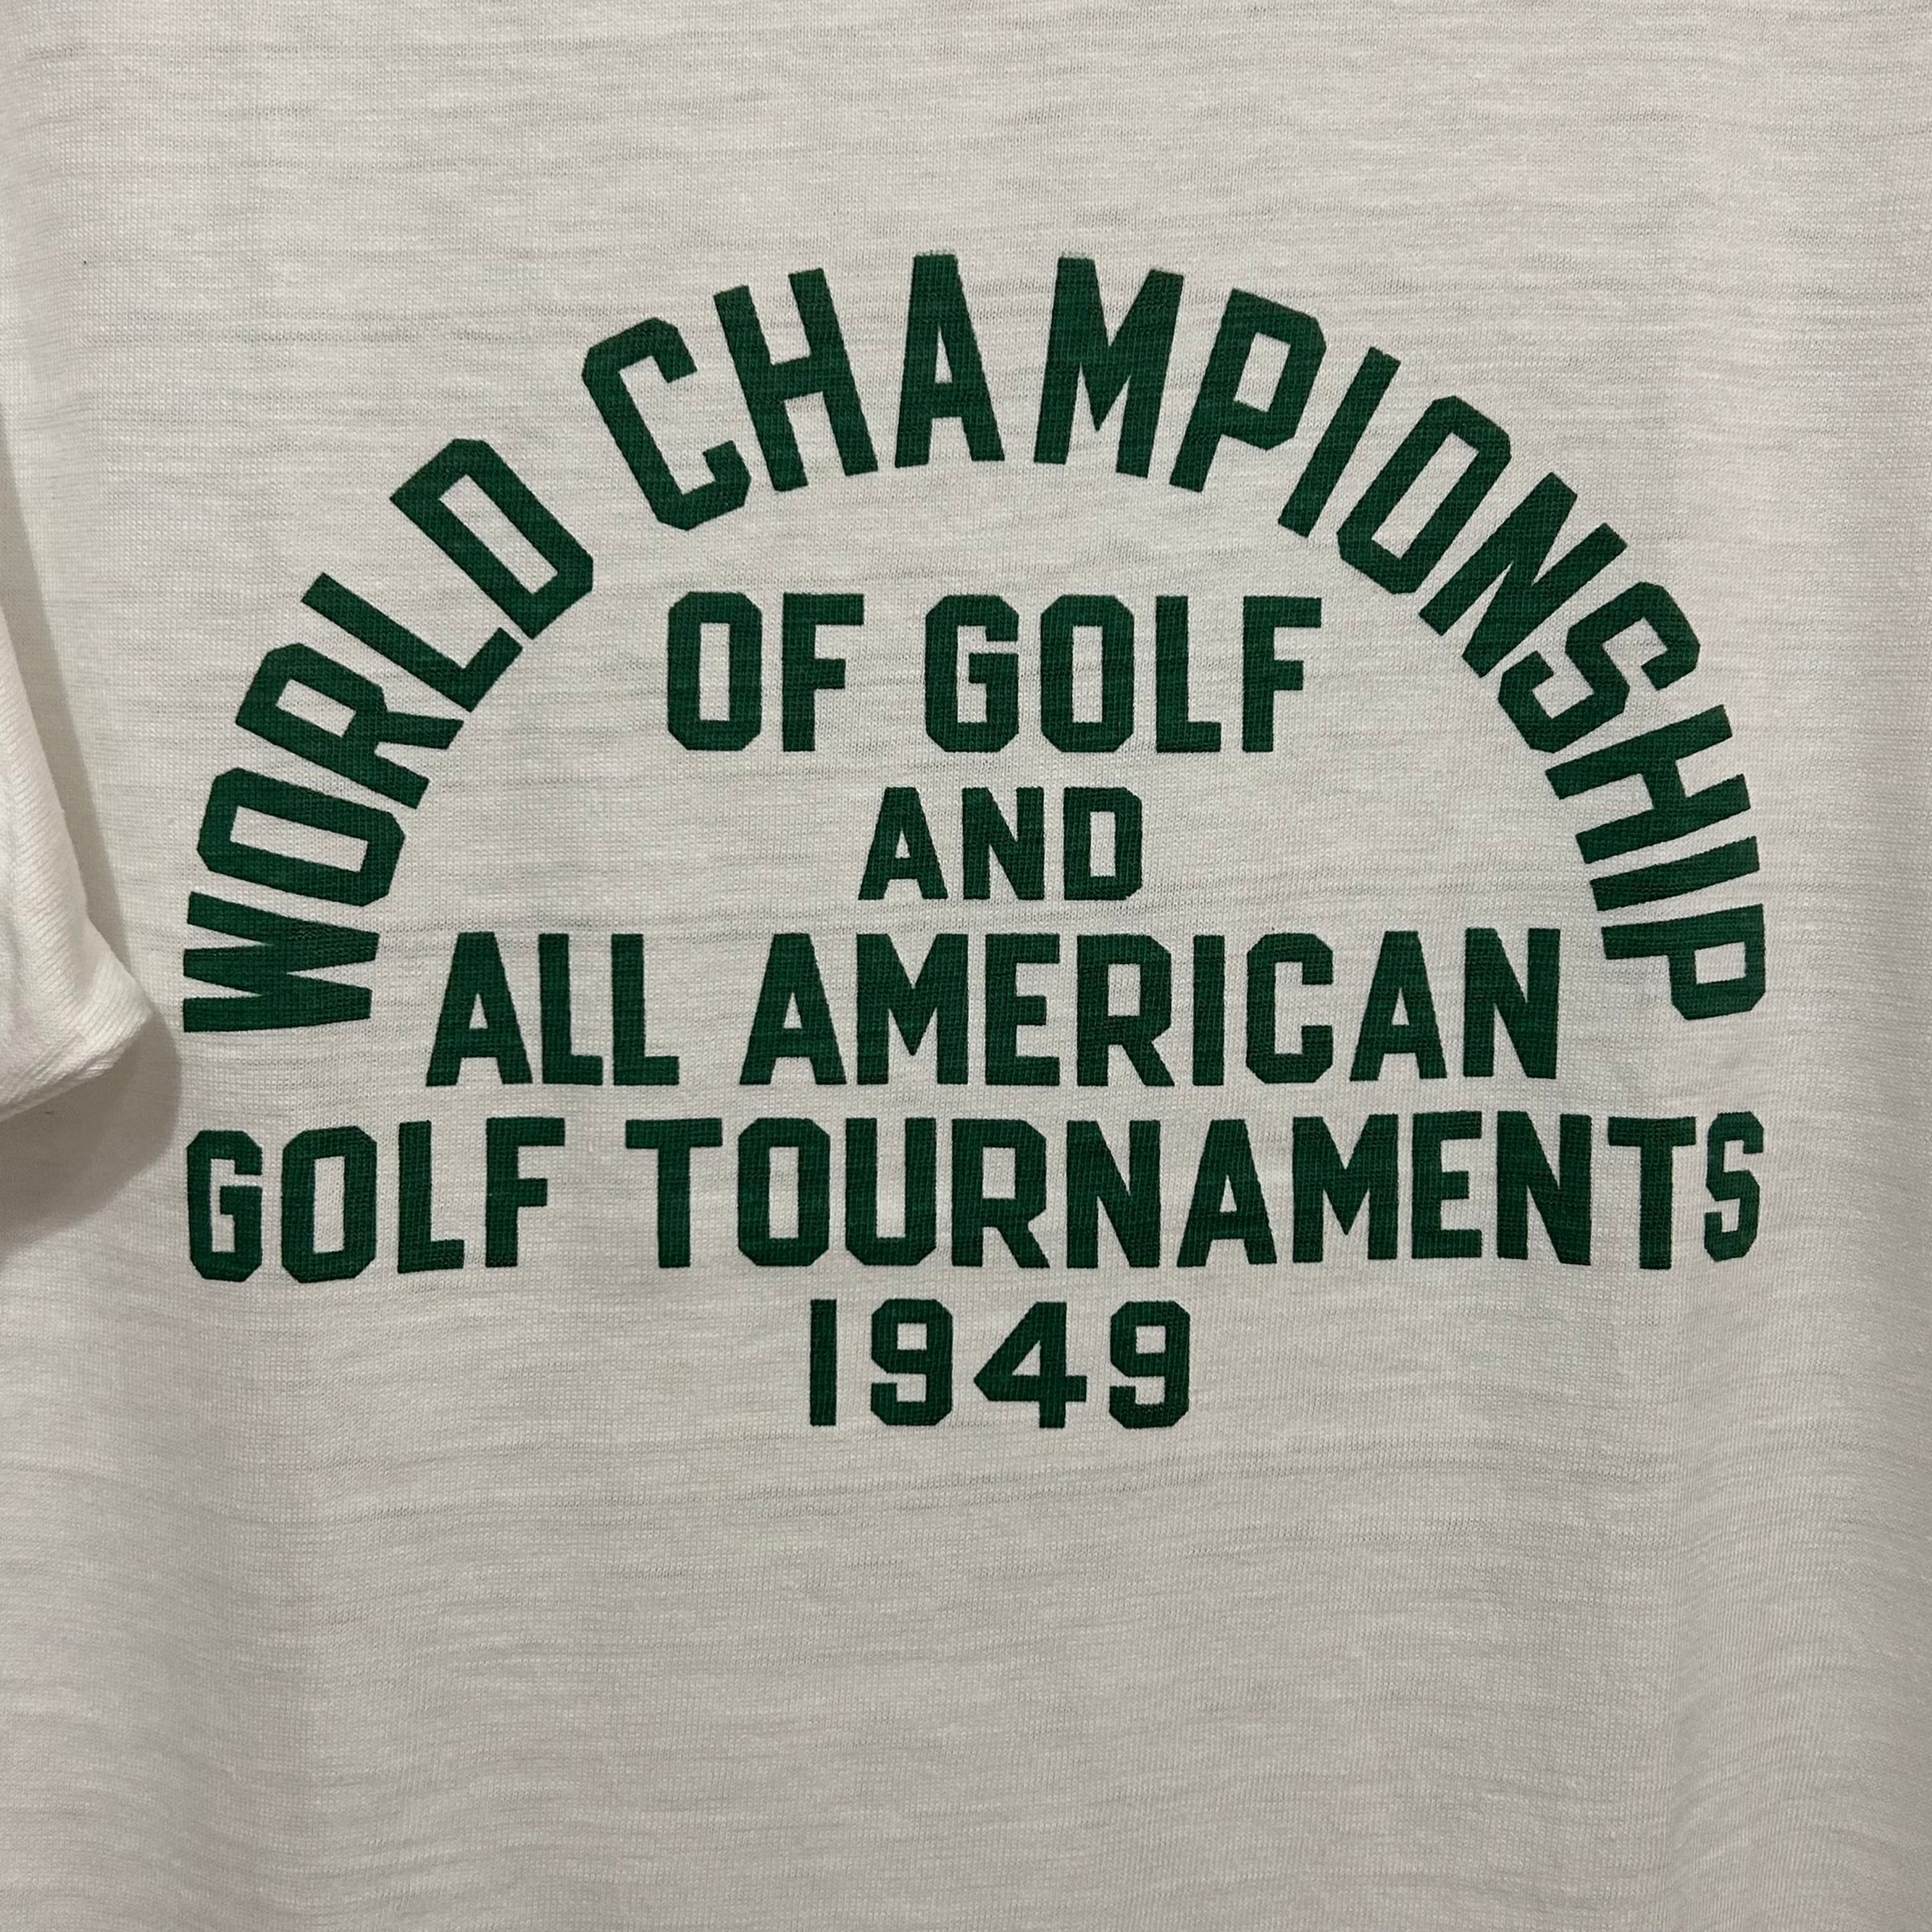 WORLD CHAMPIONSHIP
OF GOLF
AND
ALL AMERICAN
GOLF TOURNAMENTS
1949